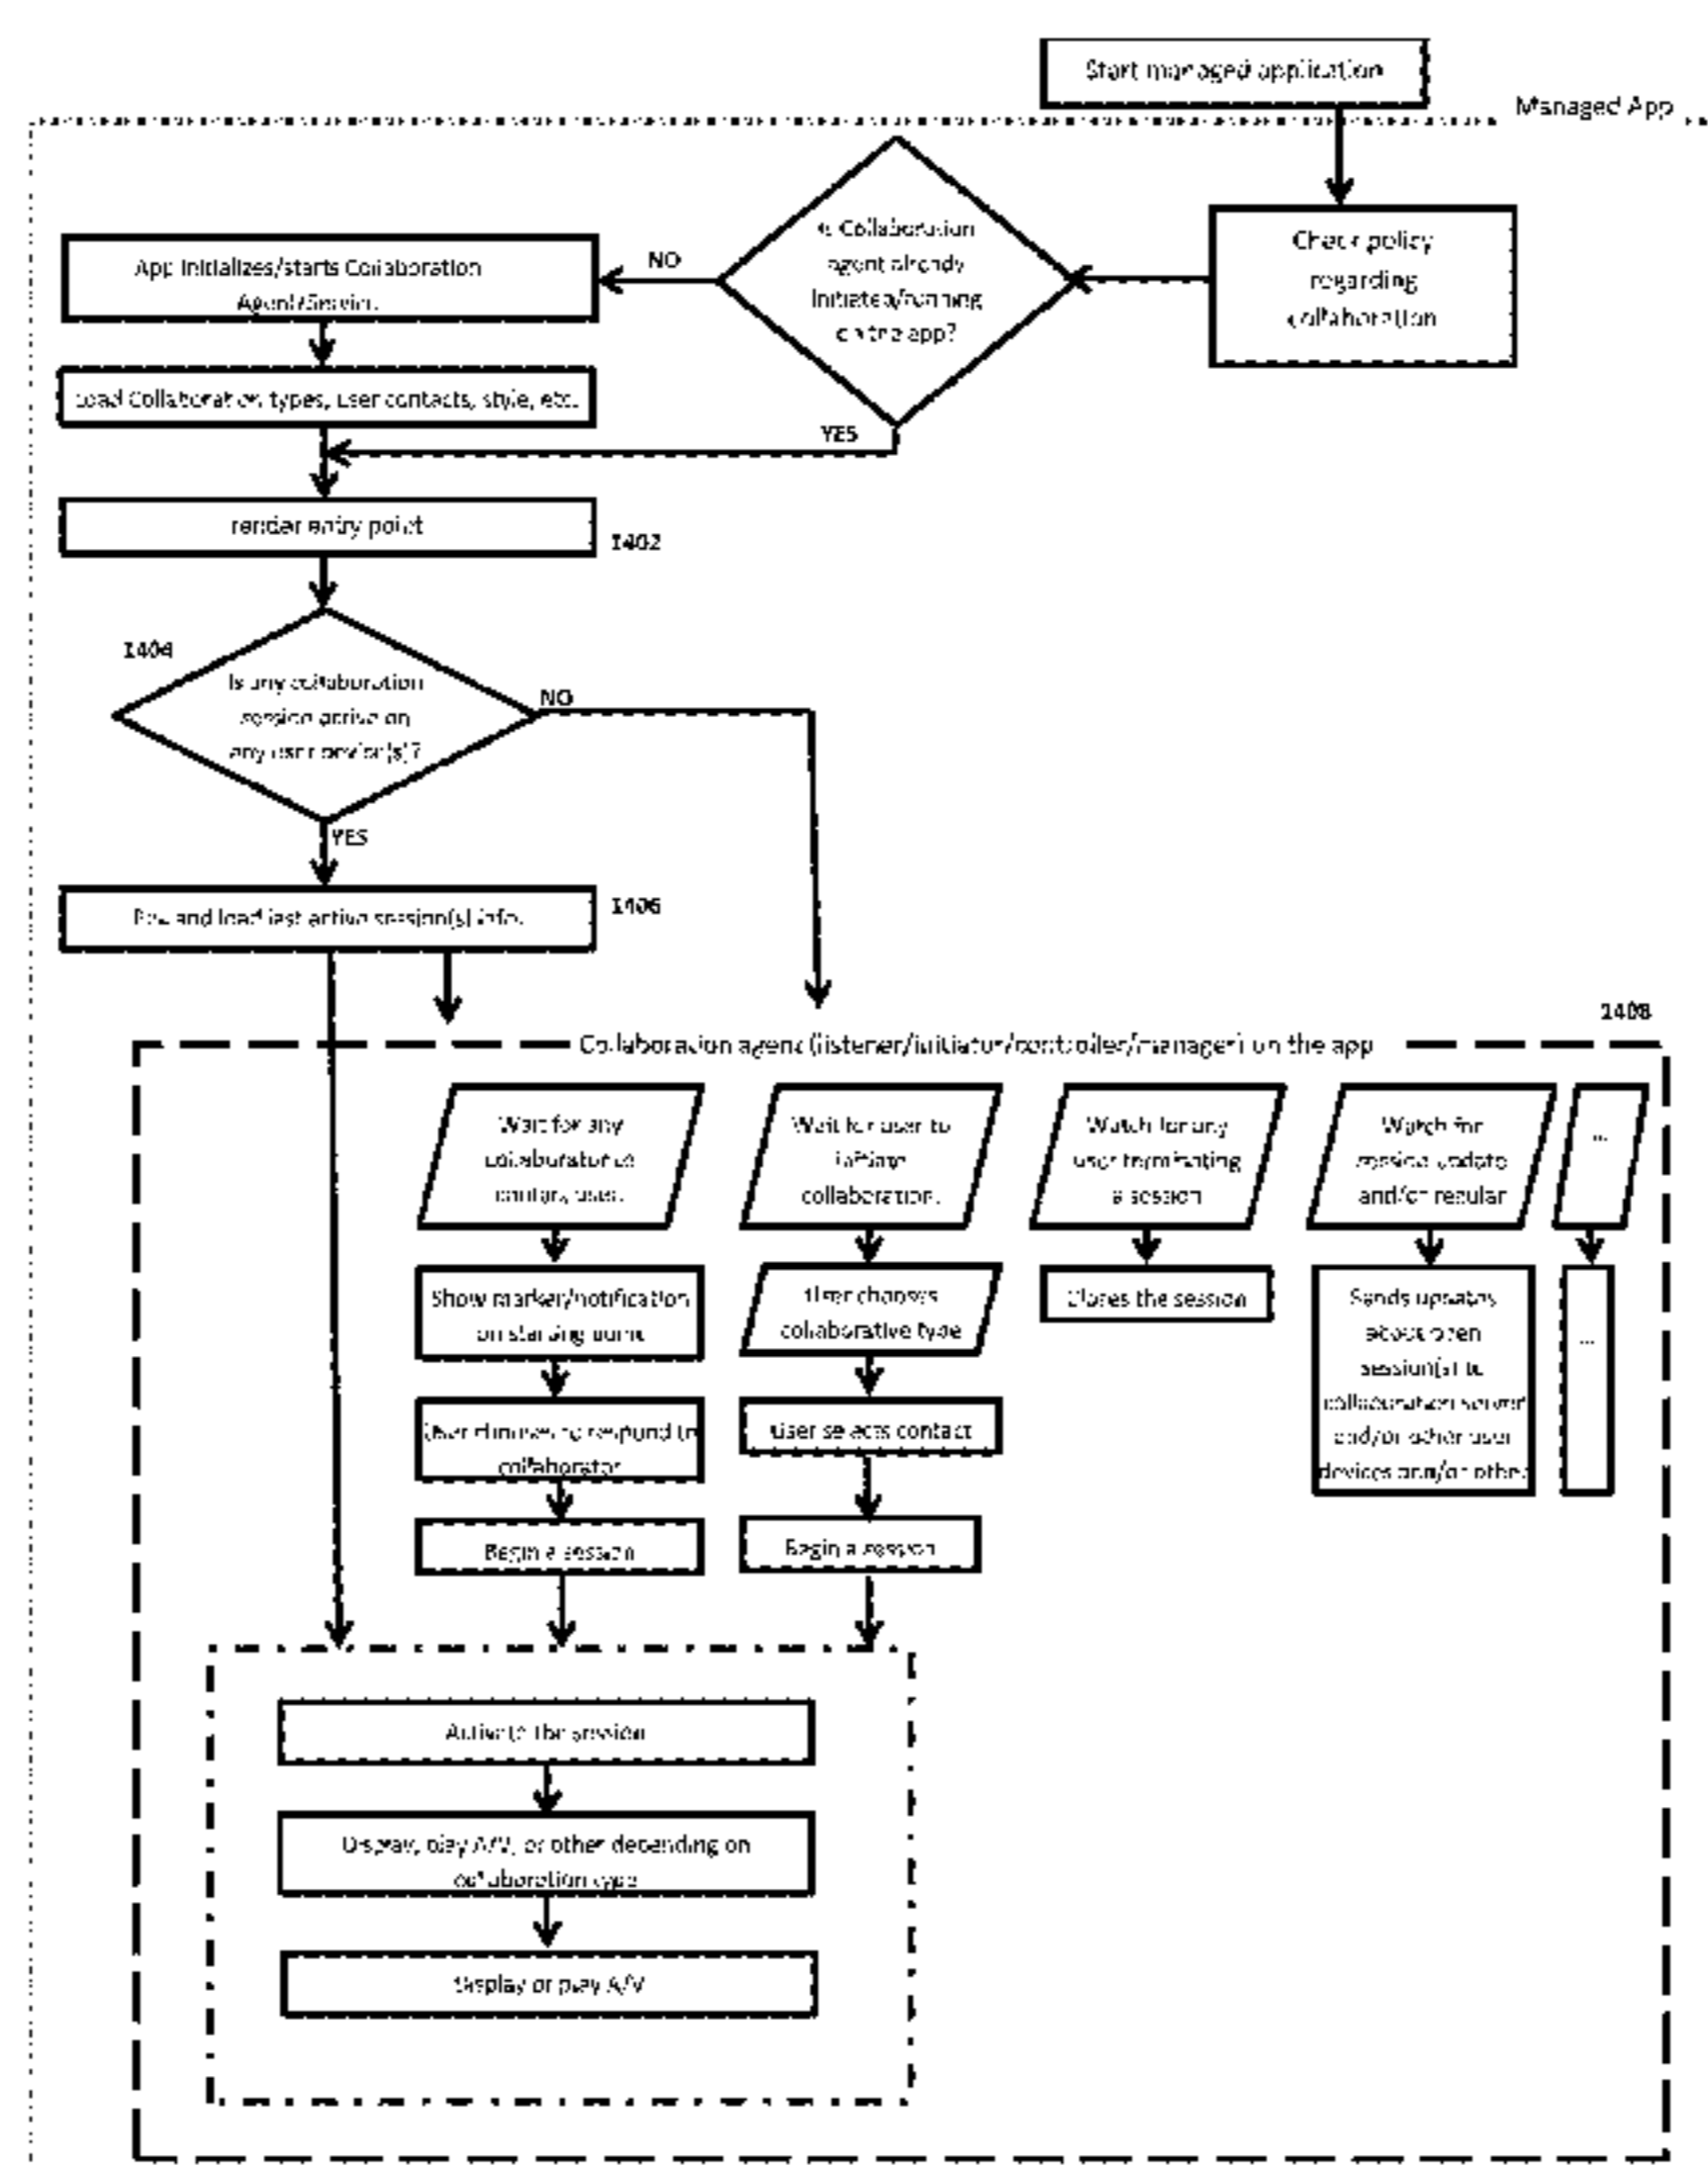 Start managed application
Managed App
Check policy
regarding
collaboration
Collaboration
agent already
on the app?
NO
YES
App initializes/starts Collaboration
Load Collaboration types, user contacts, style, etc.
render entry point
1402
1404
Is any collaboration
session active on
any user device(s)?
NO
YES
and load last active session(s) info.
1406
1408
Collaboration agent (listener/initiator/controller/manager) on the app
Wait for any
collaborator to
contact user.
Show marker/notification
on starting point
User chooses to respond to
collaborator
Begin a session
Wait for user to
initiate
collaboration.
User chooses
collaborative type
User selects contact
Begin a session
Watch for any
user terminating
a session
Closes the session
Watch for
session update
and/or regular
Sends updates
about open
session(s) to
collaboration server
and/or other user
devices and/or other
...
...
Activate the session
Display, play A/V, or other depending on
collaboration type
Display or play A/V